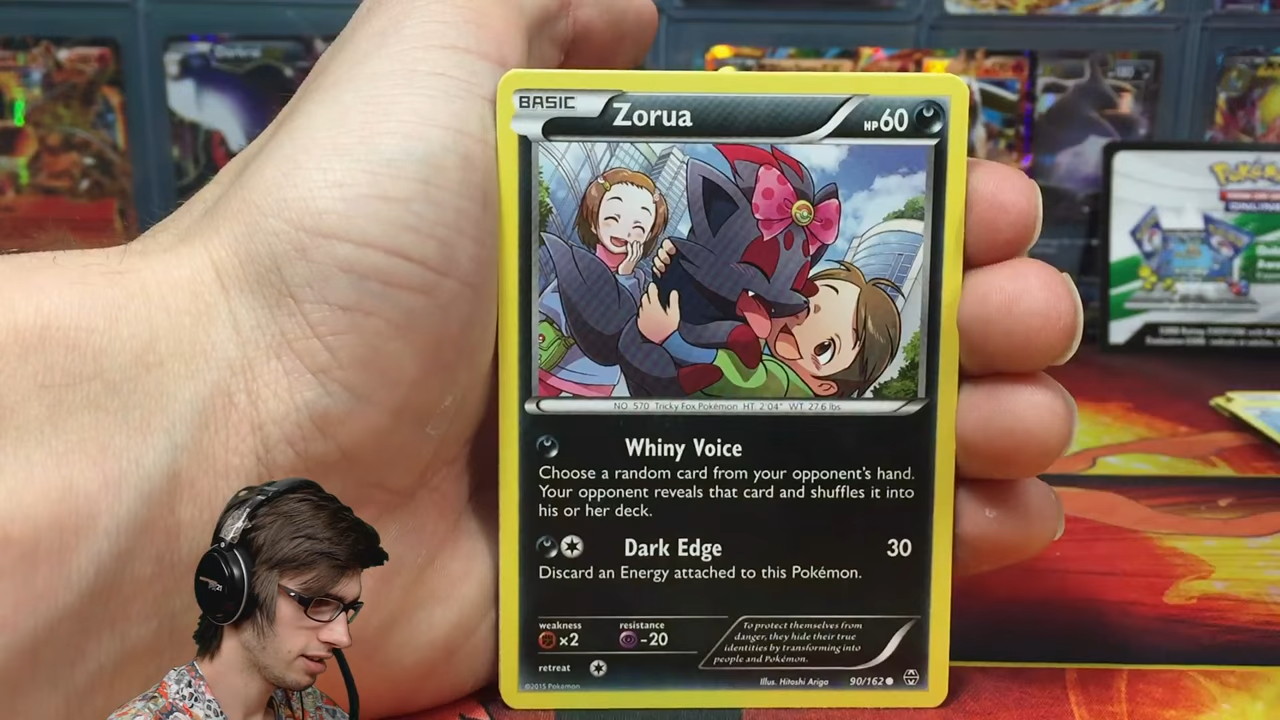 BASIC Zorua HP60
NO 570 Tricky Fox Pokémon HT 2'04" WT 27.6 lbs
Whiny Voice
Choose a random card from your opponent's hand.
Your opponent reveals that card and shuffles it into
his or her deck.
Dark Edge 30
Discard an Energy attached to this Pokémon.
weakness resistance
×2 -20
retreat
To protect themselves from
danger, they hide their true
identities by transforming into
people and Pokémon.
Illus. Hitoshi Ariga 90/162
©2015 Pokémon
Pokémon